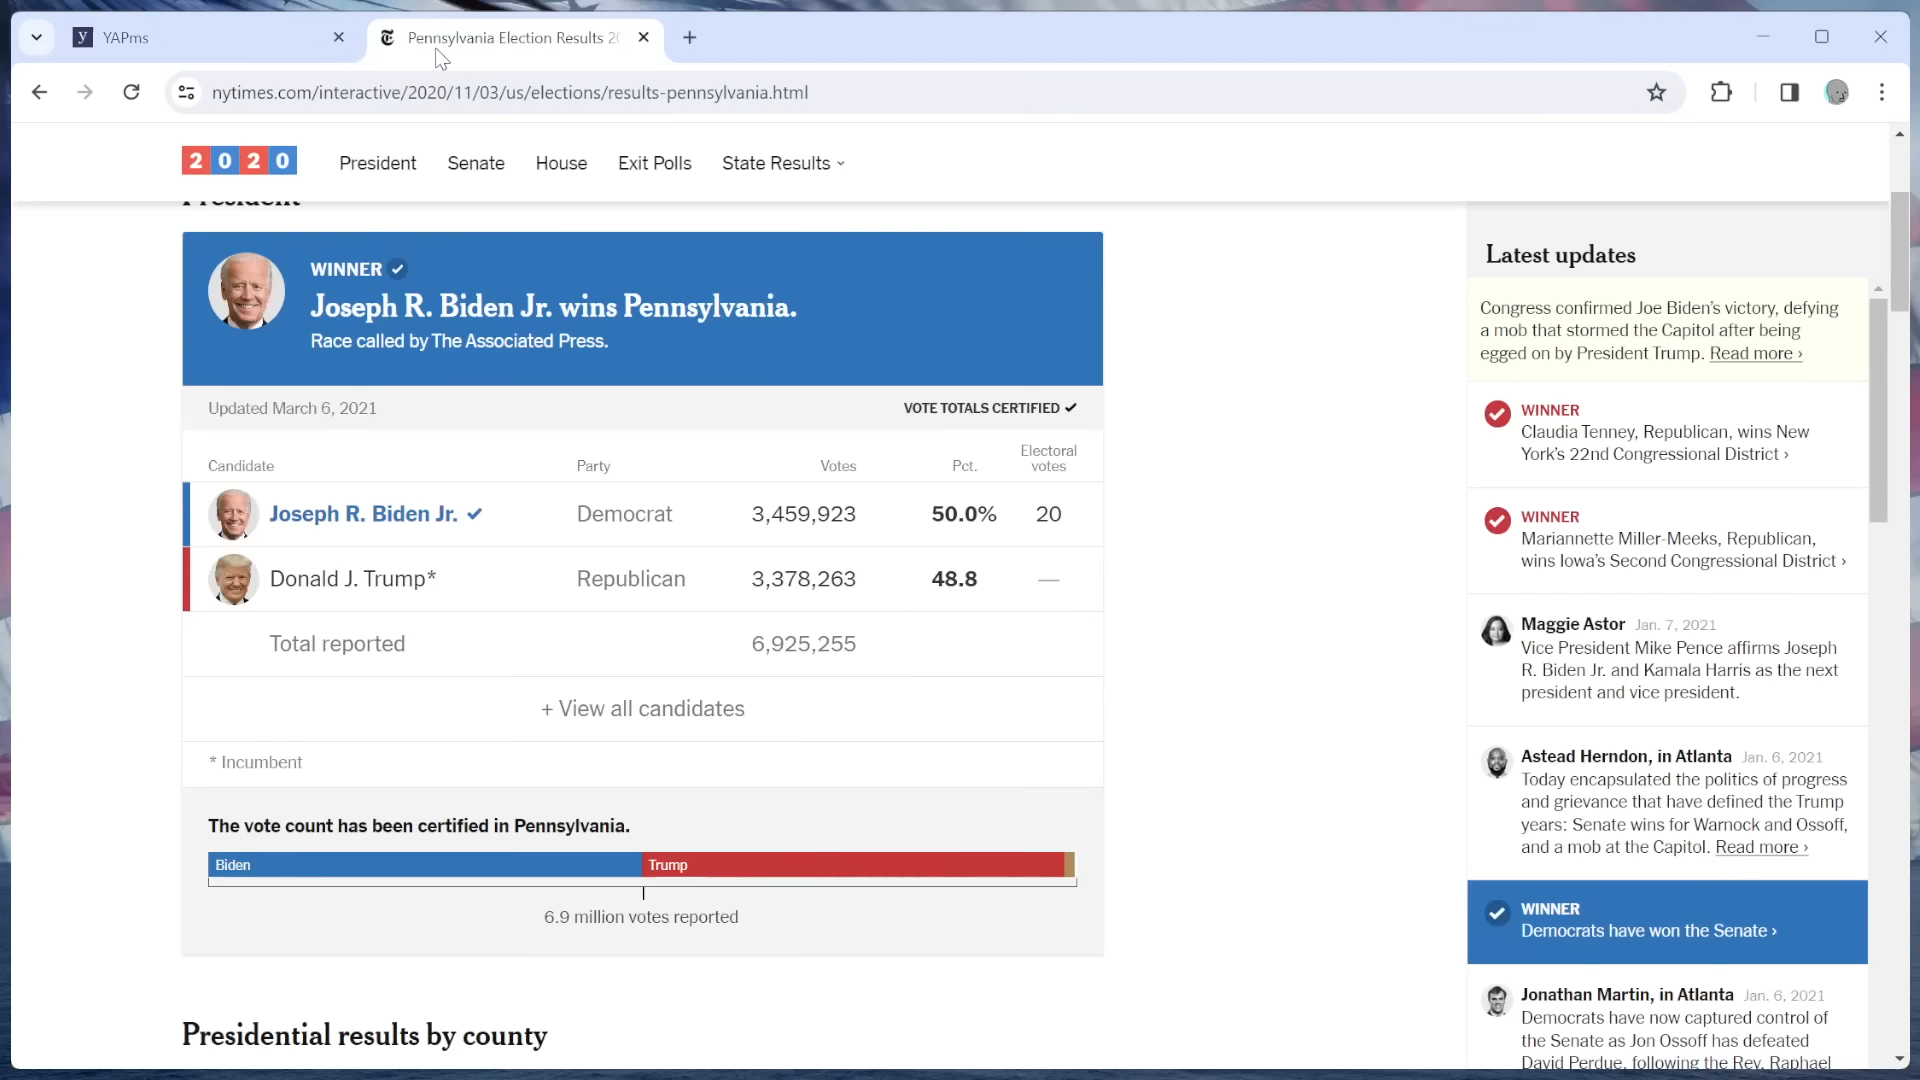 YAPms
Pennsylvania Election Results 20
nytimes.com/interactive/2020/11/03/us/elections/results-pennsylvania.html
2020 President Senate House Exit Polls State Results
President
WINNER
Joseph R. Biden Jr. wins Pennsylvania.
Race called by The Associated Press.
Updated March 6, 2021 VOTE TOTALS CERTIFIED ✔
Candidate Party Votes Pct. Electoral votes
Joseph R. Biden Jr. ✔ Democrat 3,459,923 50.0% 20
Donald J. Trump* Republican 3,378,263 48.8 —
Total reported 6,925,255
+ View all candidates
* Incumbent
The vote count has been certified in Pennsylvania.
Biden Trump
6.9 million votes reported
Presidential results by county
Latest updates
Congress confirmed Joe Biden’s victory, defying
a mob that stormed the Capitol after being
egged on by President Trump. Read more ›
WINNER
Claudia Tenney, Republican, wins New
York’s 22nd Congressional District ›
WINNER
Mariannette Miller-Meeks, Republican,
wins Iowa’s Second Congressional District ›
Maggie Astor Jan. 7, 2021
Vice President Mike Pence affirms Joseph
R. Biden Jr. and Kamala Harris as the next
president and vice president.
Astead Herndon, in Atlanta Jan. 6, 2021
Today encapsulated the politics of progress
and grievance that have defined the Trump
years: Senate wins for Warnock and Ossoff,
and a mob at the Capitol. Read more ›
WINNER
Democrats have won the Senate ›
Jonathan Martin, in Atlanta Jan. 6, 2021
Democrats have now captured control of
the Senate as Jon Ossoff has defeated
David Perdue, following the Rev. Raphael